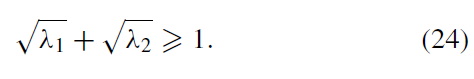 √λ₁ + √λ₂ ⩾ 1. (24)